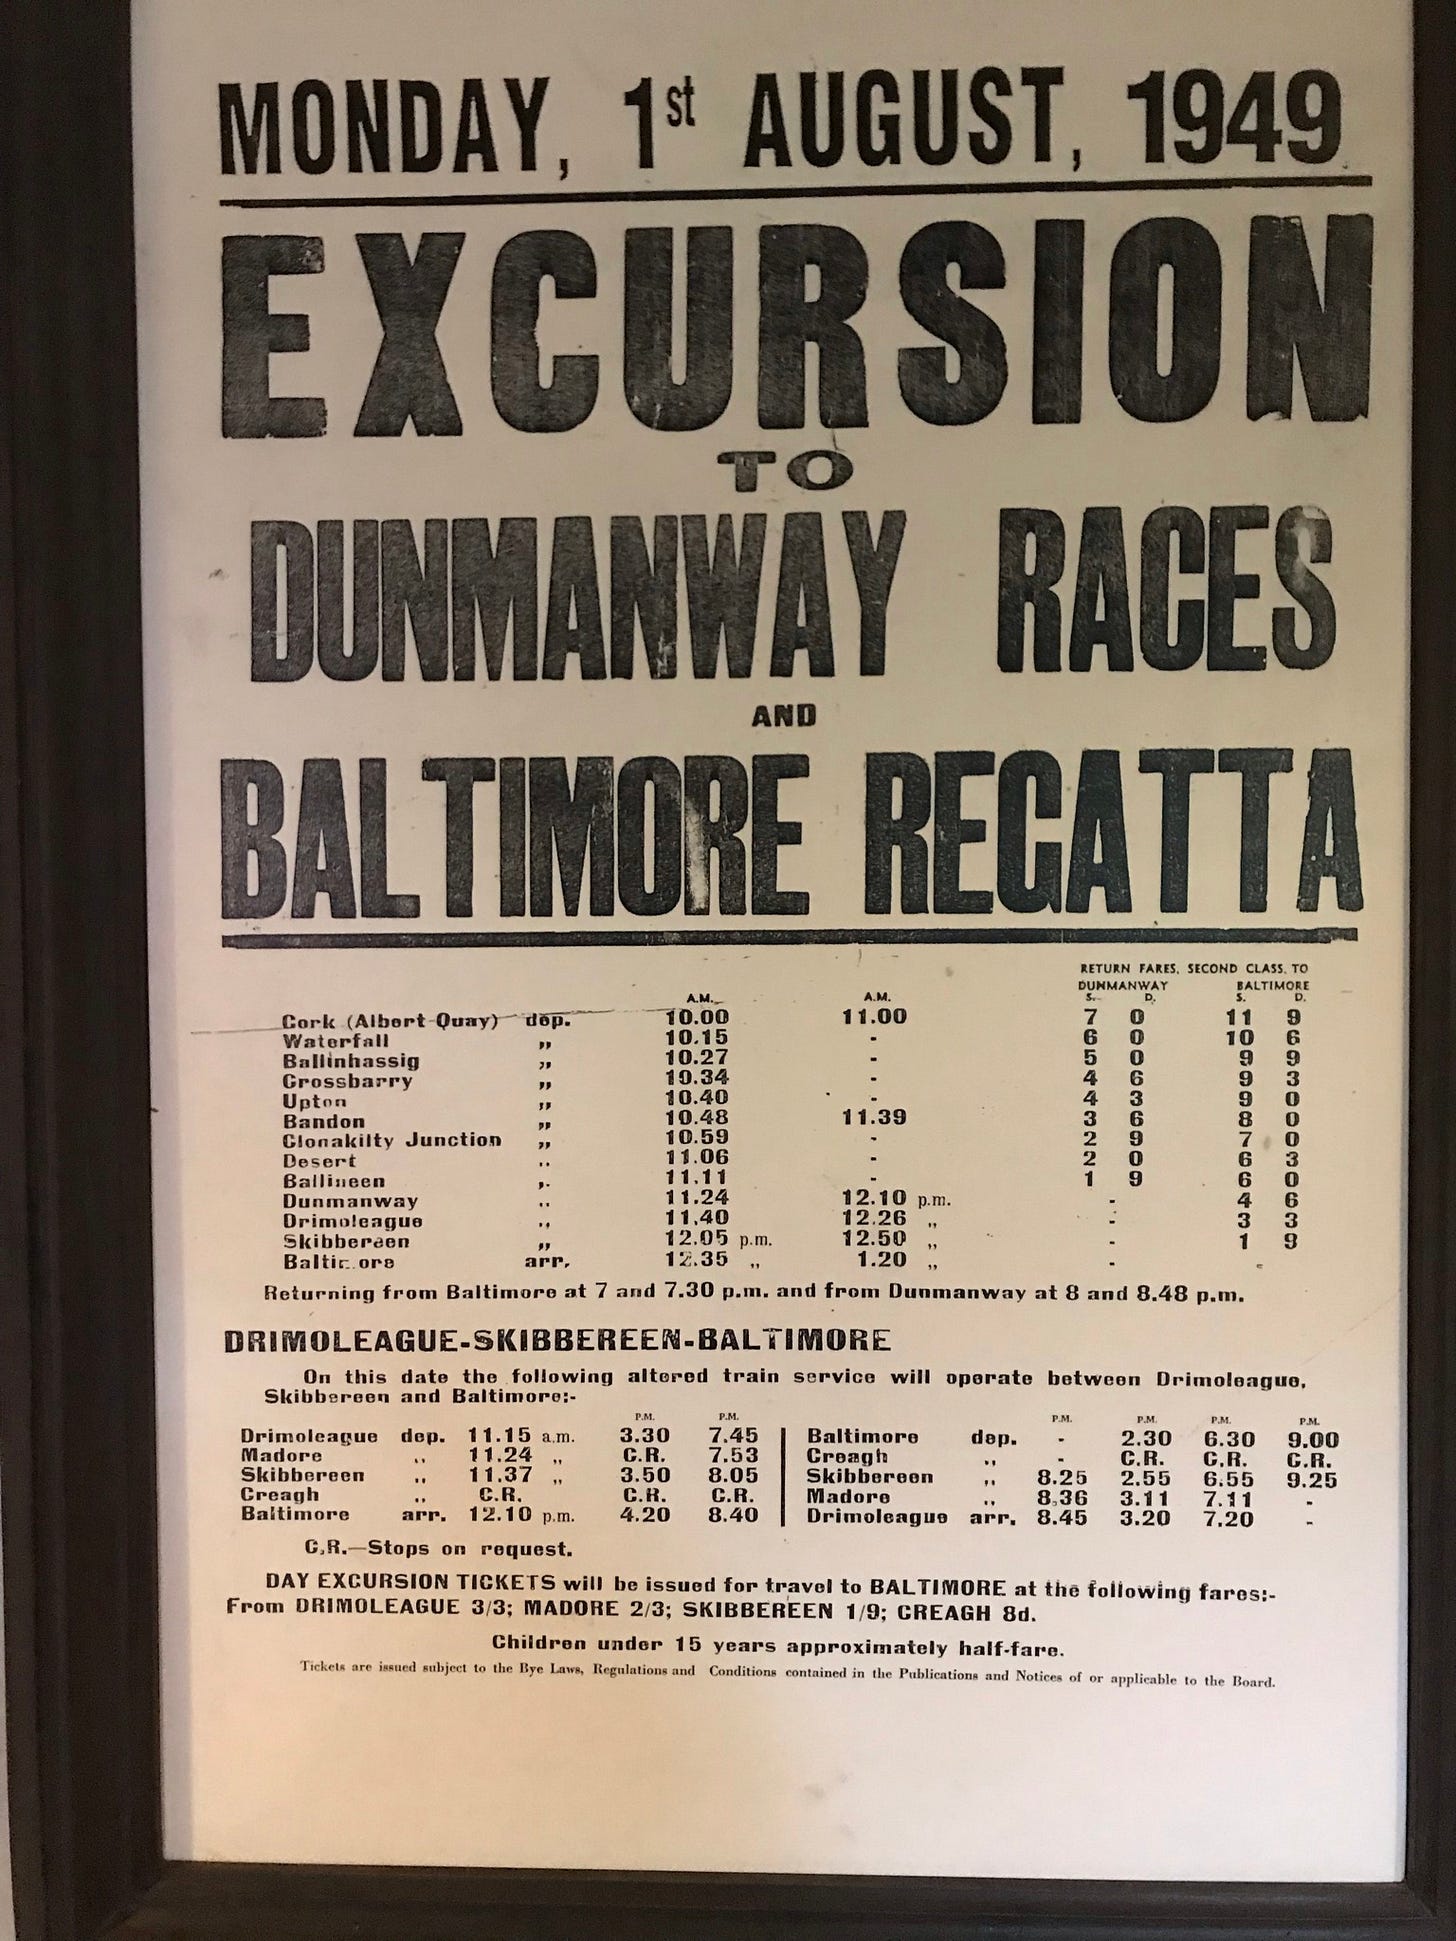 MONDAY, 1st AUGUST, 1949
EXCURSION
TO
DUNMANWAY RACES
AND
BALTIMORE REGATTA
RETURN FARES, SECOND CLASS, TO
DUNMANWAY BALTIMORE
A.M. A.M. S. D. S. D.
Cork (Albert Quay) dep. 10.00 11.00 7 0 11 9
Waterfall ,, 10.15 - 6 0 10 6
Ballinhassig ,, 10.27 - 5 0 9 9
Crossbarry ,, 10.34 - 4 6 9 3
Upton ,, 10.40 - 4 3 9 0
Bandon ,, 10.48 11.39 3 6 8 0
Clonakilty Junction ,, 10.59 - 2 9 7 0
Desert ,, 11.06 - 2 0 6 3
Ballineen ,, 11.11 - 1 9 6 0
Dunmanway ,, 11.24 12.10 p.m. - 4 6
Drimoleague ,, 11.40 12.26 ,, - 3 3
Skibbereen ,, 12.05 p.m. 12.50 ,, - 1 9
Baltimore arr. 12.35 ,, 1.20 ,, - -
Returning from Baltimore at 7 and 7.30 p.m. and from Dunmanway at 8 and 8.48 p.m.
DRIMOLEAGUE-SKIBBEREEN-BALTIMORE
On this date the following altered train service will operate between Drimoleague,
Skibbereen and Baltimore:-
P.M. P.M. P.M. P.M. P.M. P.M.
Drimoleague dep. 11.15 a.m. 3.30 7.45 Baltimore dep. - 2.30 6.30 9.00
Madore ,, 11.24 ,, C.R. 7.53 Creagh ,, - C.R. C.R. C.R.
Skibbereen ,, 11.37 ,, 3.50 8.05 Skibbereen ,, 8.25 2.55 6.55 9.25
Creagh ,, C.R. C.R. C.R. Madore ,, 8.36 3.11 7.11 -
Baltimore arr. 12.10 p.m. 4.20 8.40 Drimoleague arr. 8.45 3.20 7.20 -
C.R.—Stops on request.
DAY EXCURSION TICKETS will be issued for travel to BALTIMORE at the following fares:-
From DRIMOLEAGUE 3/3; MADORE 2/3; SKIBBEREEN 1/9; CREAGH 8d.
Children under 15 years approximately half-fare.
Tickets are issued subject to the Bye Laws, Regulations and Conditions contained in the Publications and Notices of or applicable to the Board.